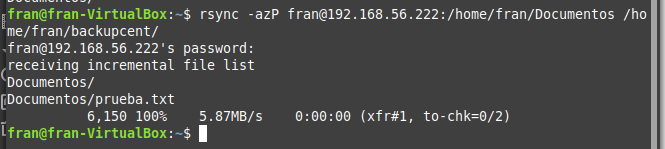 fran@fran-VirtualBox:~$ rsync -azP fran@192.168.56.222:/home/fran/Documentos /ho
me/fran/backupcent/
fran@192.168.56.222's password:
receiving incremental file list
Documentos/
Documentos/prueba.txt
          6,150 100%    5.87MB/s    0:00:00 (xfr#1, to-chk=0/2)
fran@fran-VirtualBox:~$